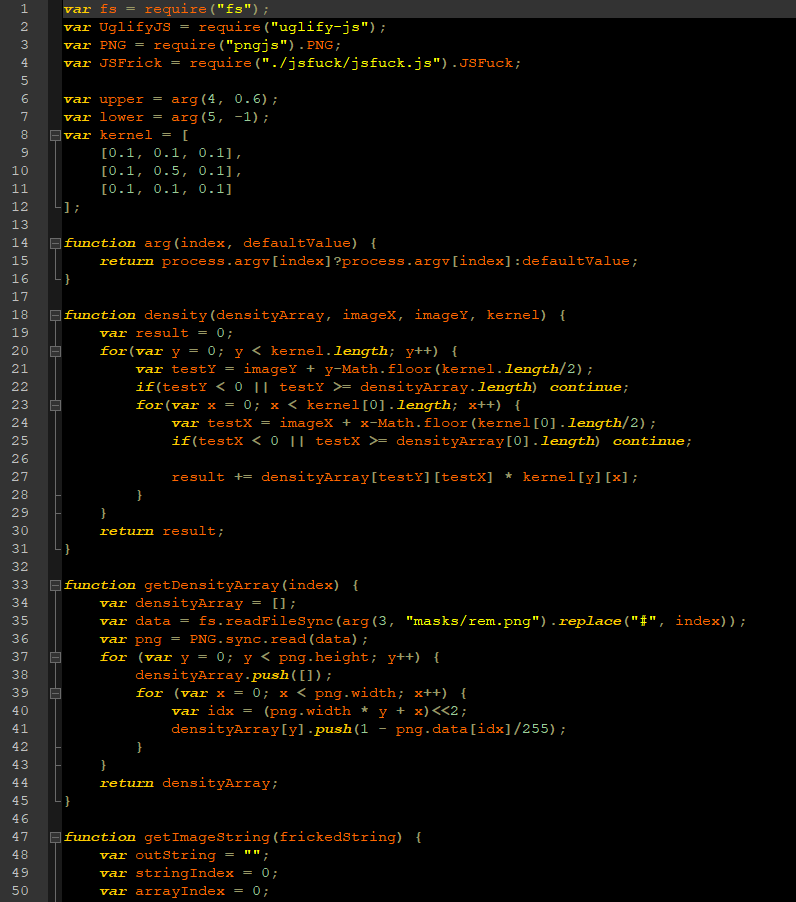 1 var fs = require("fs");
2 var UglifyJS = require("uglify-js");
3 var PNG = require("pngjs").PNG;
4 var JSFrick = require("./jsfuck/jsfuck.js").JSFuck;
5
6 var upper = arg(4, 0.6);
7 var lower = arg(5, -1);
8 var kernel = [
9     [0.1, 0.1, 0.1],
10     [0.1, 0.5, 0.1],
11     [0.1, 0.1, 0.1]
12 ];
13
14 function arg(index, defaultValue) {
15     return process.argv[index]?process.argv[index]:defaultValue;
16 }
17
18 function density(densityArray, imageX, imageY, kernel) {
19     var result = 0;
20     for(var y = 0; y < kernel.length; y++) {
21         var testY = imageY + y-Math.floor(kernel.length/2);
22         if(testY < 0 || testY >= densityArray.length) continue;
23         for(var x = 0; x < kernel[0].length; x++) {
24             var testX = imageX + x-Math.floor(kernel[0].length/2);
25             if(testX < 0 || testX >= densityArray[0].length) continue;
26
27             result += densityArray[testY][testX] * kernel[y][x];
28         }
29     }
30     return result;
31 }
32
33 function getDensityArray(index) {
34     var densityArray = [];
35     var data = fs.readFileSync(arg(3, "masks/rem.png").replace("#", index));
36     var png = PNG.sync.read(data);
37     for (var y = 0; y < png.height; y++) {
38         densityArray.push([]);
39         for (var x = 0; x < png.width; x++) {
40             var idx = (png.width * y + x)<<2;
41             densityArray[y].push(1 - png.data[idx]/255);
42         }
43     }
44     return densityArray;
45 }
46
47 function getImageString(frickedString) {
48     var outString = "";
49     var stringIndex = 0;
50     var arrayIndex = 0;